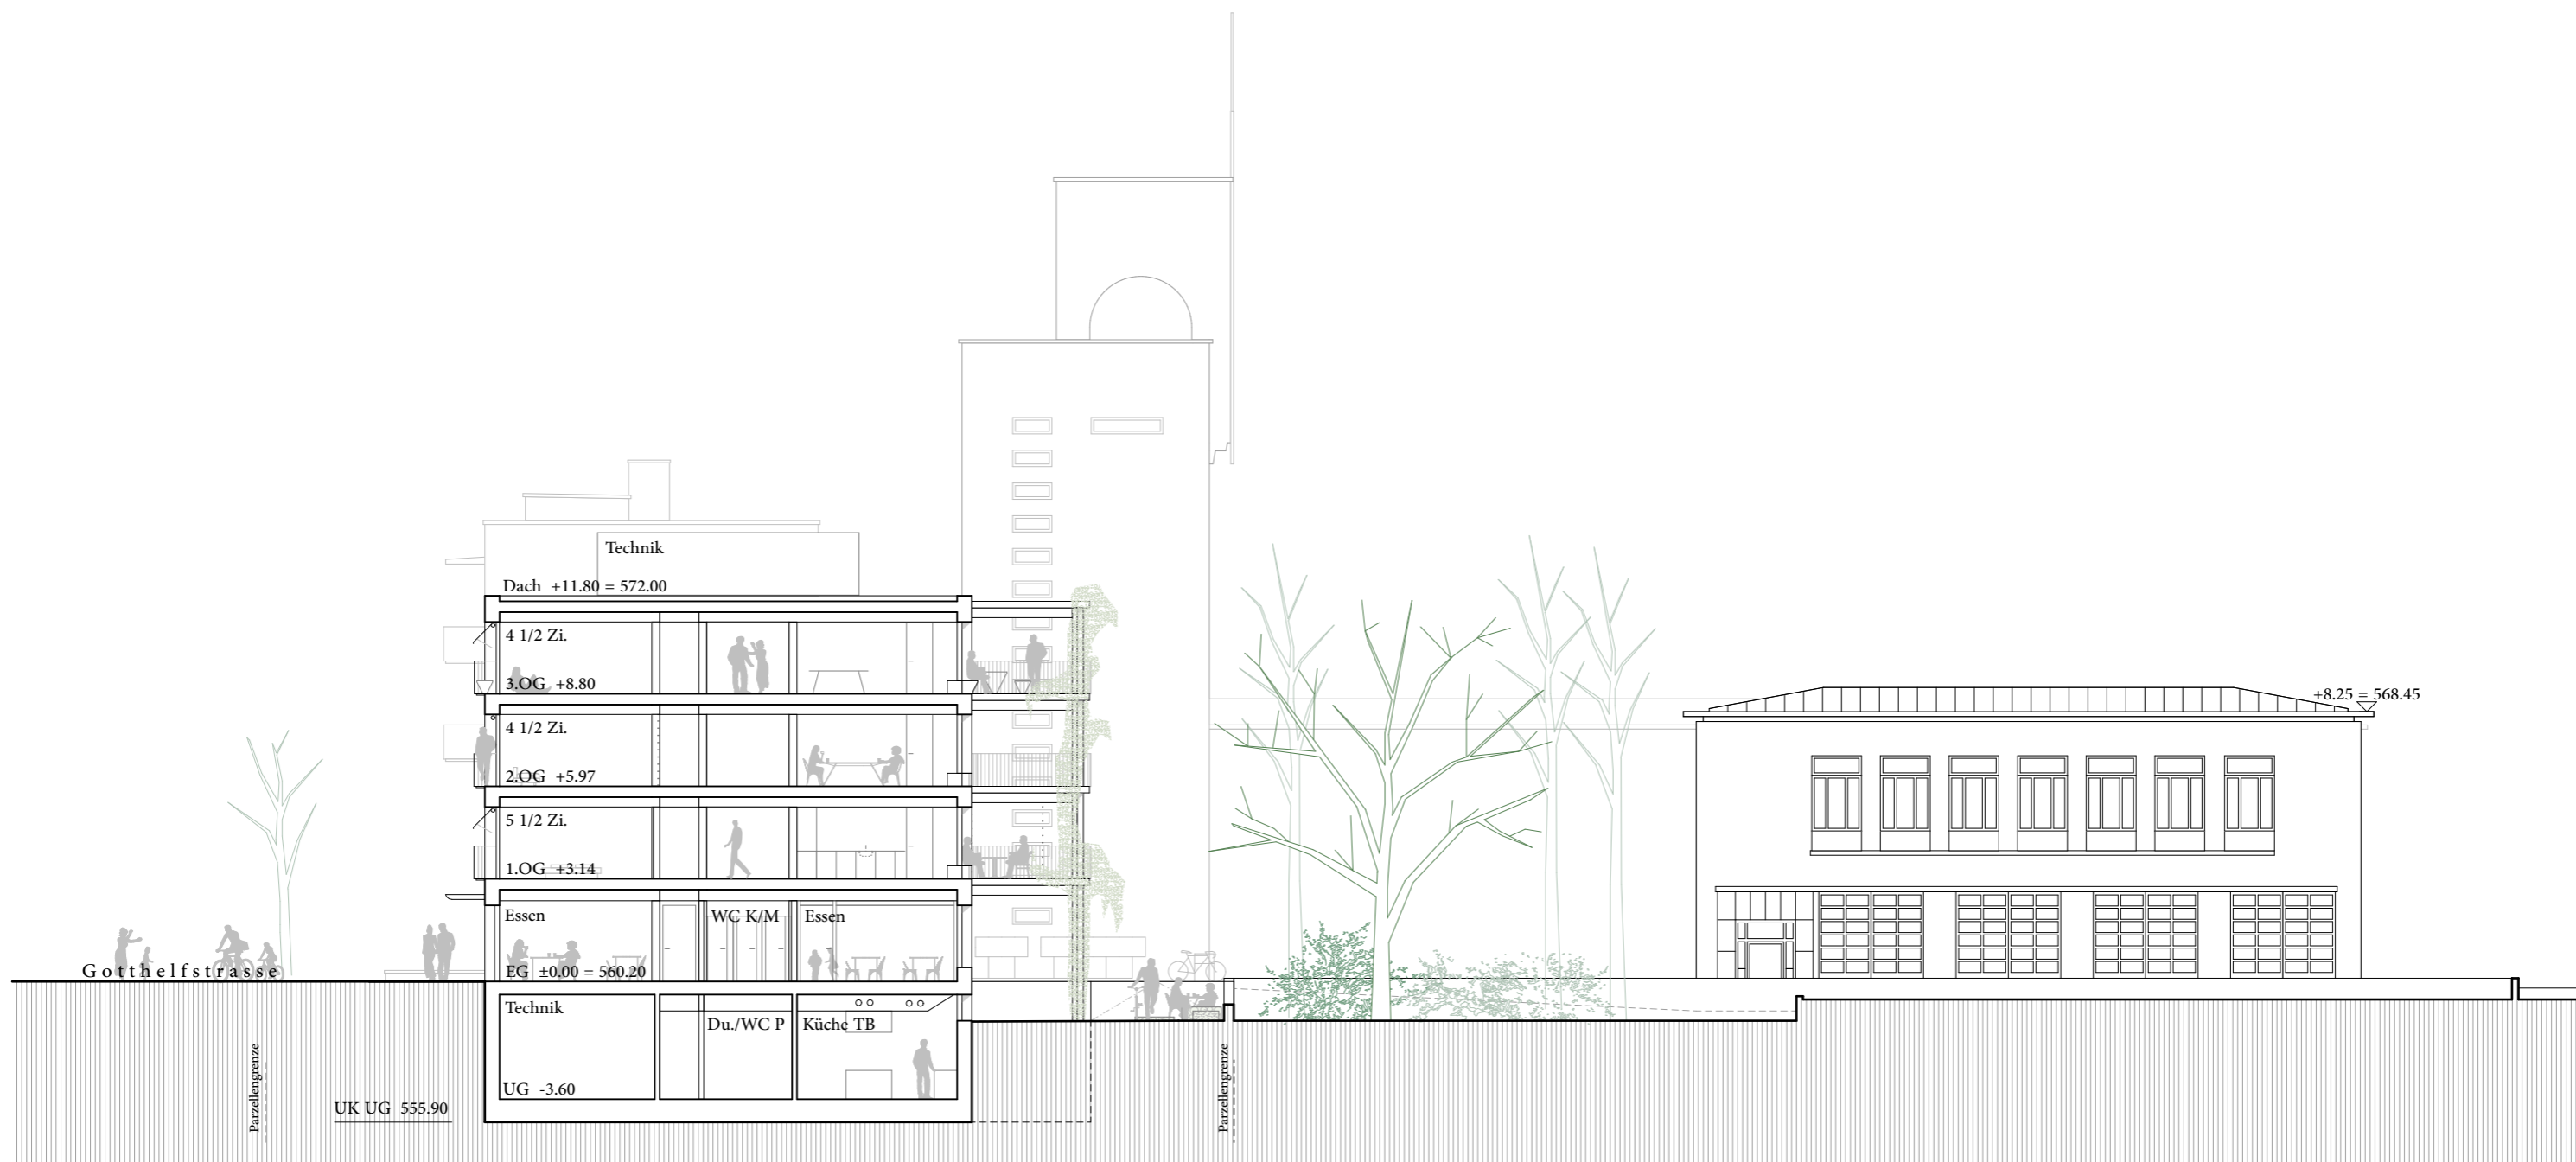 Technik
Dach +11.80 = 572.00
4 1/2 Zi.
3.OG +8.80
+8.25 = 568.45
4 1/2 Zi.
2.OG +5.97
5 1/2 Zi.
1.OG +3.14
Essen
WC K/M
Essen
Gotthelfstrasse
EG ±0.00 = 560.20
Technik
Du./WC P
Küche TB
Parzellengrenze
UG -3.60
UK UG 555.90
Parzellengrenze